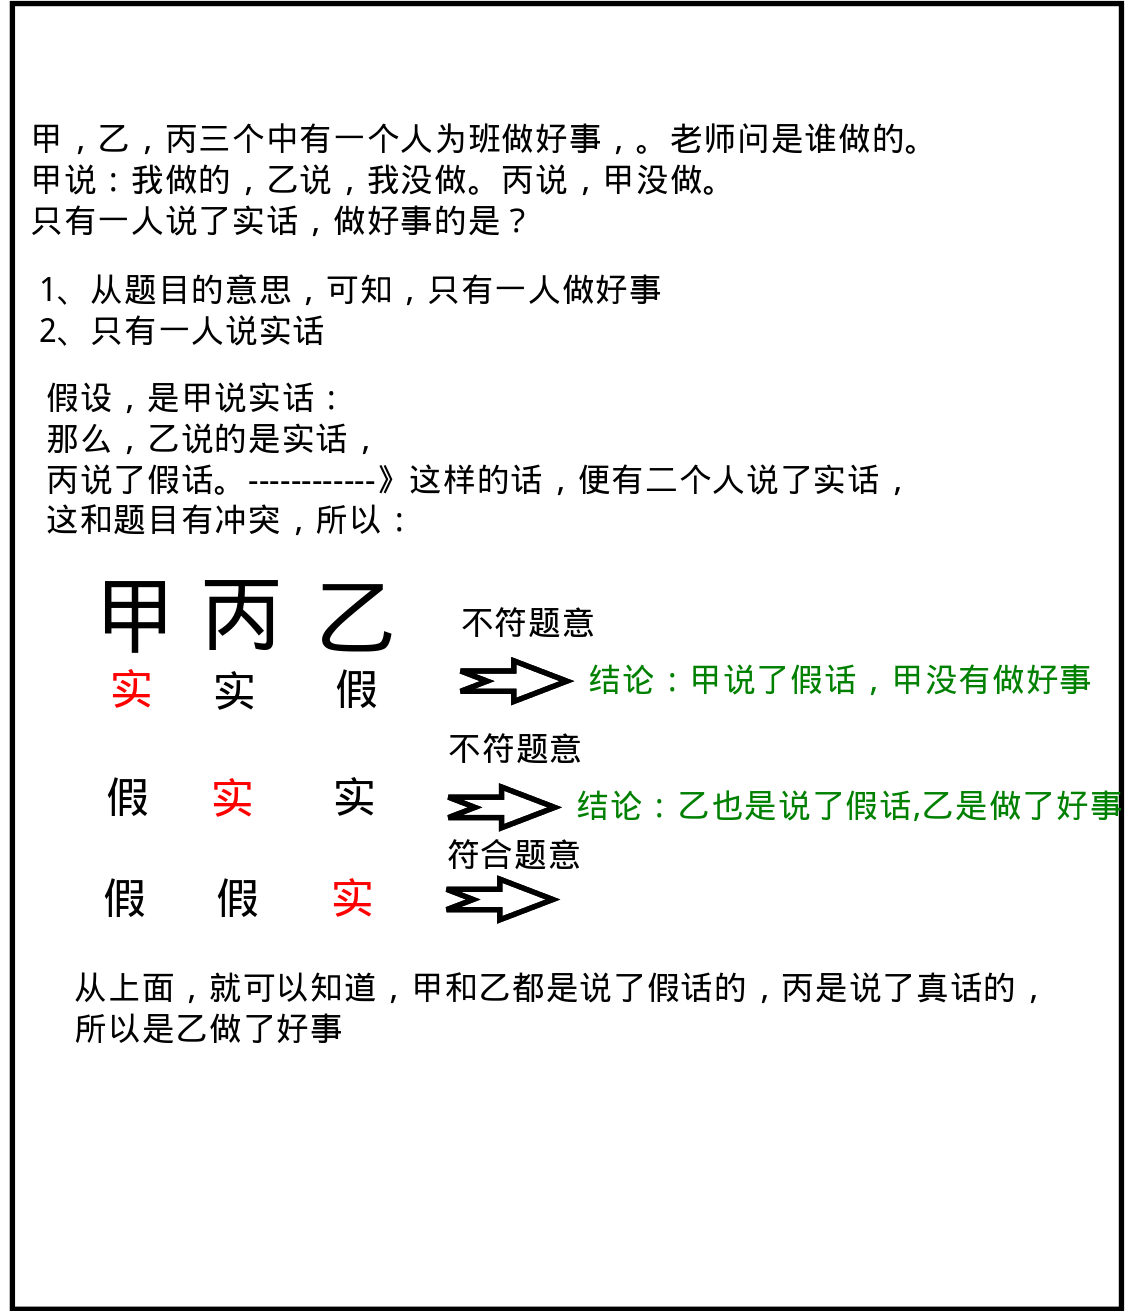 甲，乙，丙三个中有一个人为班做好事，。老师问是谁做的。
甲说：我做的，乙说，我没做。丙说，甲没做。
只有一人说了实话，做好事的是？
1、从题目的意思，可知，只有一人做好事
2、只有一人说实话
假设，是甲说实话：
那么，乙说的是实话，
丙说了假话。------------》这样的话，便有二个人说了实话，
这和题目有冲突，所以：
甲 丙 乙
不符题意
实 实 假
结论：甲说了假话，甲没有做好事
不符题意
假 实 实
结论：乙也是说了假话,乙是做了好事
符合题意
假 假 实
从上面，就可以知道，甲和乙都是说了假话的，丙是说了真话的，
所以是乙做了好事